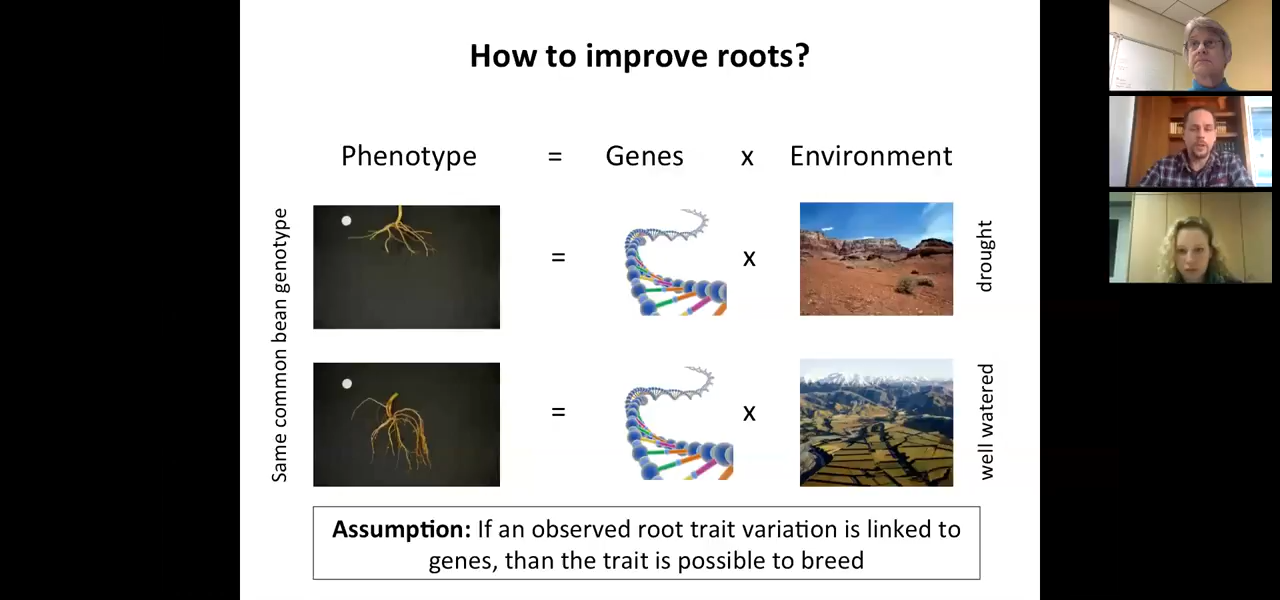 How to improve roots?
Phenotype = Genes x Environment
Same common bean genotype
= x
drought
= x
well watered
Assumption: If an observed root trait variation is linked to
genes, than the trait is possible to breed